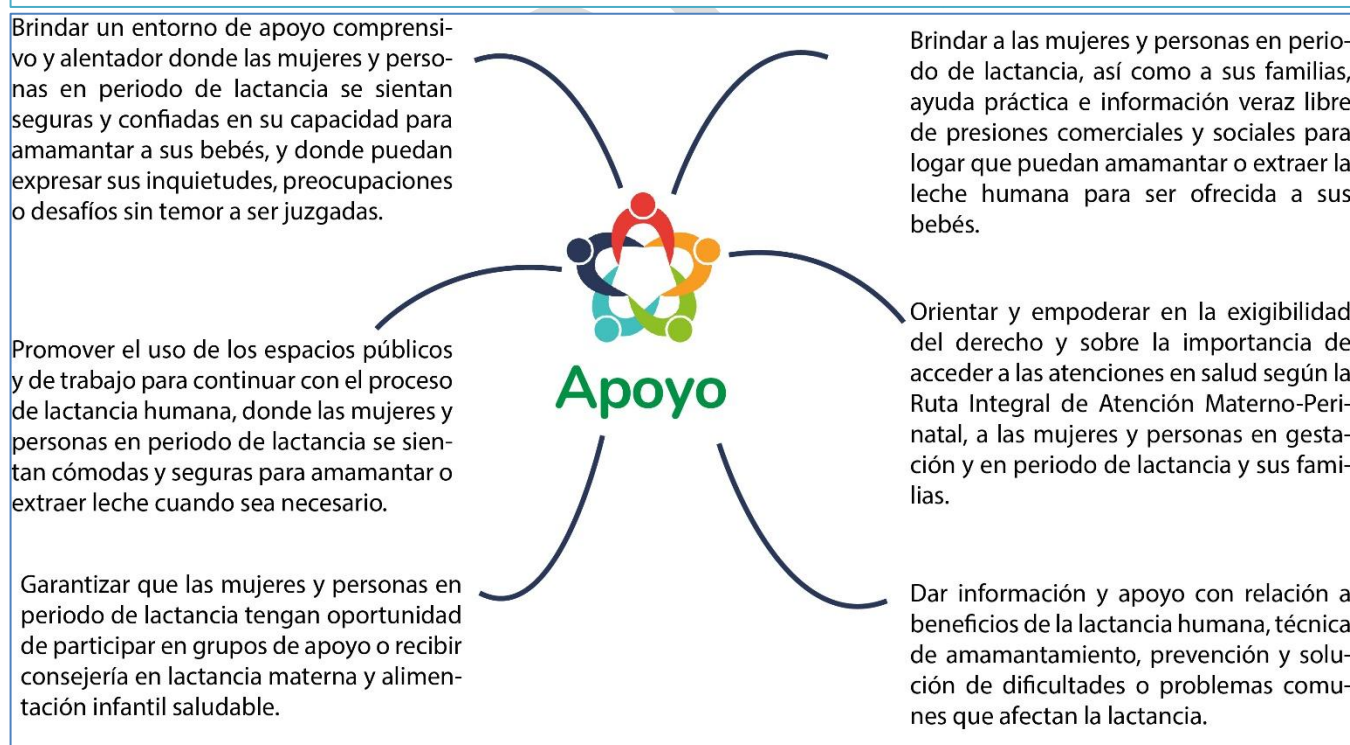 Brindar un entorno de apoyo comprensi-
vo y alentador donde las mujeres y perso-
nas en periodo de lactancia se sientan
seguras y confiadas en su capacidad para
amamantar a sus bebés, y donde puedan
expresar sus inquietudes, preocupaciones
o desafíos sin temor a ser juzgadas.
Promover el uso de los espacios públicos
y de trabajo para continuar con el proceso
de lactancia humana, donde las mujeres y
personas en periodo de lactancia se sien-
tan cómodas y seguras para amamantar o
extraer leche cuando sea necesario.
Garantizar que las mujeres y personas en
periodo de lactancia tengan oportunidad
de participar en grupos de apoyo o recibir
consejería en lactancia materna y alimen-
tación infantil saludable.
Apoyo
Brindar a las mujeres y personas en perio-
do de lactancia, así como a sus familias,
ayuda práctica e información veraz libre
de presiones comerciales y sociales para
logar que puedan amamantar o extraer la
leche humana para ser ofrecida a sus
bebés.
Orientar y empoderar en la exigibilidad
del derecho y sobre la importancia de
acceder a las atenciones en salud según la
Ruta Integral de Atención Materno-Peri-
natal, a las mujeres y personas en gesta-
ción y en periodo de lactancia y sus fami-
lias.
Dar información y apoyo con relación a
beneficios de la lactancia humana, técnica
de amamantamiento, prevención y solu-
ción de dificultades o problemas comu-
nes que afectan la lactancia.